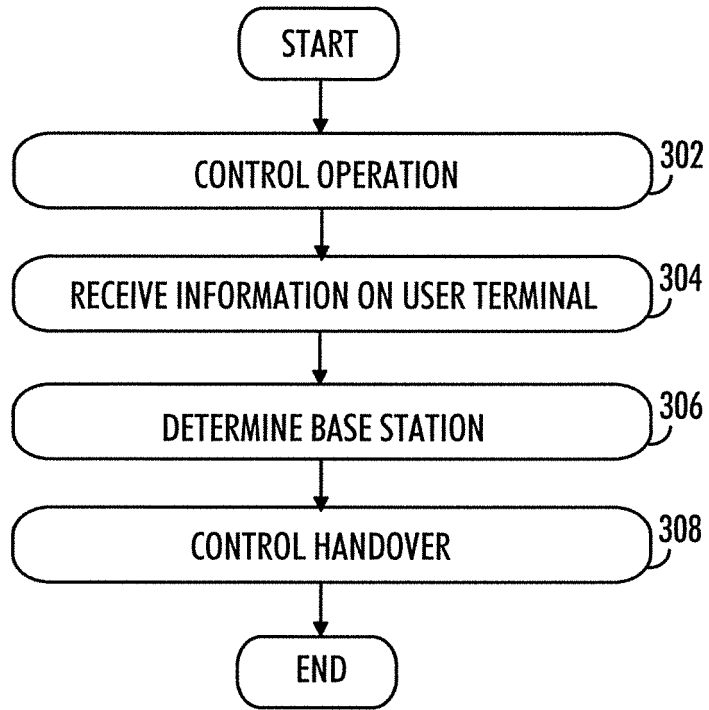 START
CONTROL OPERATION
302
RECEIVE INFORMATION ON USER TERMINAL
304
DETERMINE BASE STATION
306
CONTROL HANDOVER
308
END